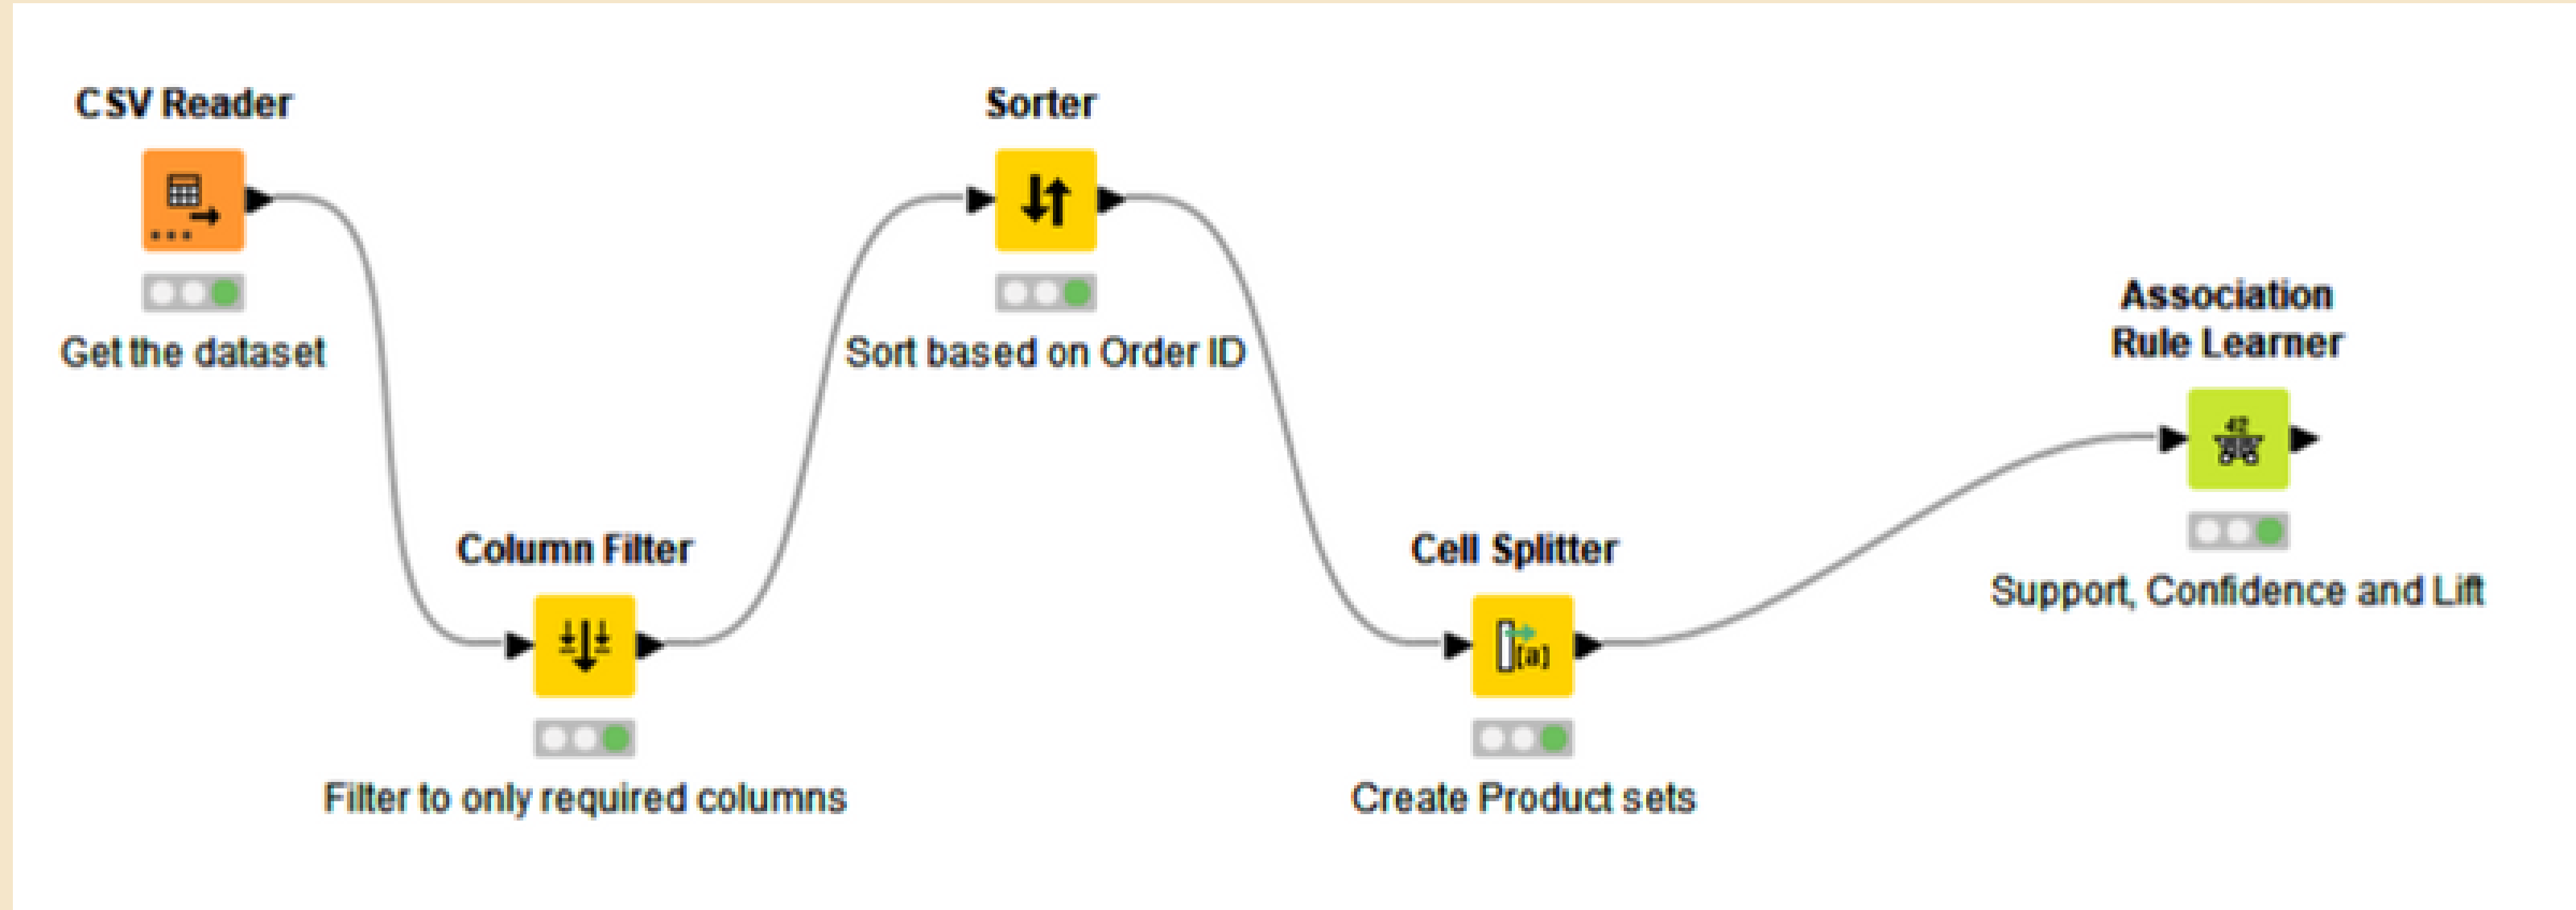 CSV Reader
Get the dataset
Column Filter
Filter to only required columns
Sorter
Sort based on Order ID
Cell Splitter
[a]
Create Product sets
Association
Rule Learner
42
Support, Confidence and Lift